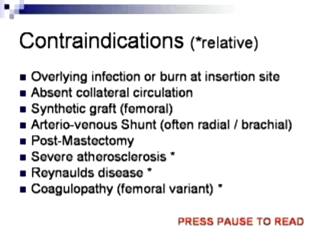 Contraindications (*relative)
Overlying infection or burn at insertion site
Absent collateral circulation
Synthetic graft (femoral)
Arterio-venous Shunt (often radial / brachial)
Post-Mastectomy
Severe atherosclerosis *
Reynaulds disease *
Coagulopathy (femoral variant) *
PRESS PAUSE TO READ